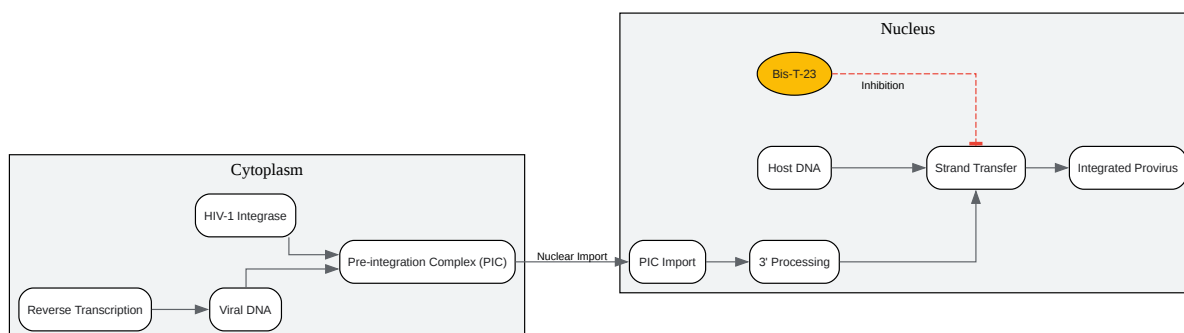 Nucleus
Bis-T-23
Inhibition
Host DNA
Strand Transfer
Integrated Provirus
Cytoplasm
HIV-1 Integrase
Pre-integration Complex (PIC)
Nuclear Import
PIC Import
3' Processing
Reverse Transcription
Viral DNA